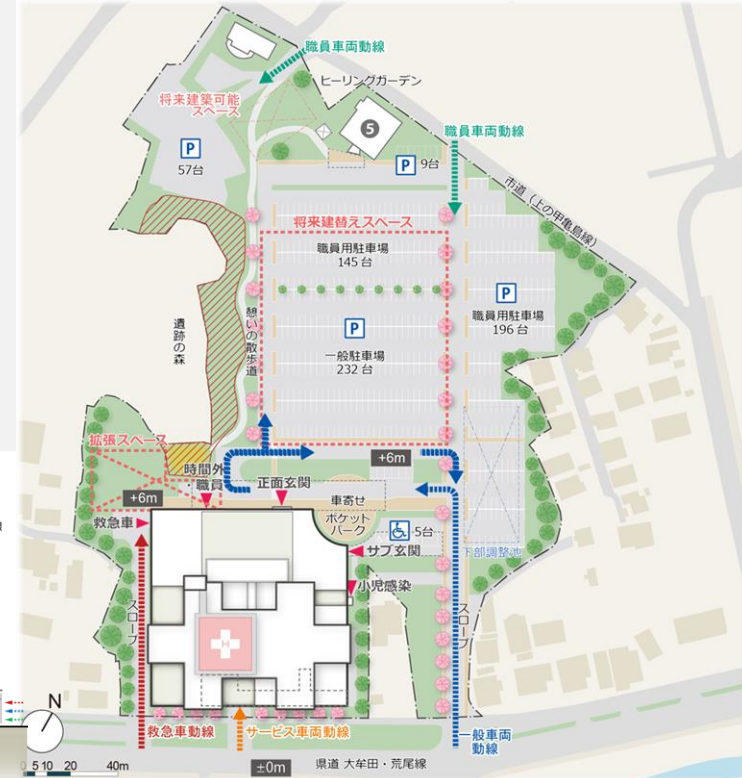 職員車両動線
ヒーリングガーデン
将来建築可能
スペース
5
職員車両動線
P
57台
P 9台
市道（上の甲亀島線）
将来建替えスペース
職員用駐車場
145台
P
職員用駐車場
196台
遺跡の森
憩いの散歩道
P
一般駐車場
232台
拡張スペース
+6m
時間外
・職員
正面玄関
+6m
車寄せ
救急車
ポケット
パーク
5台
サブ玄関
下部調整池
小児感染
スロープ
スロープ
H
N
救急車動線
サービス車両動線
一般車両
動線
0 5 10 20 40m
±0m
県道 大牟田・荒尾線